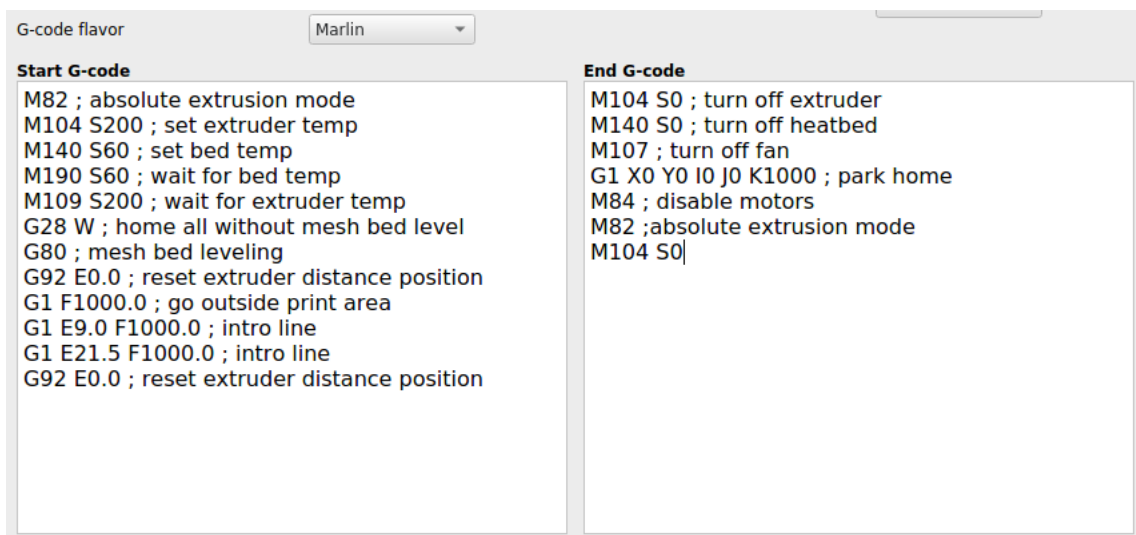 G-code flavor
Marlin
Start G-code
M82 ; absolute extrusion mode
M104 S200 ; set extruder temp
M140 S60 ; set bed temp
M190 S60 ; wait for bed temp
M109 S200 ; wait for extruder temp
G28 W ; home all without mesh bed level
G80 ; mesh bed leveling
G92 E0.0 ; reset extruder distance position
G1 F1000.0 ; go outside print area
G1 E9.0 F1000.0 ; intro line
G1 E21.5 F1000.0 ; intro line
G92 E0.0 ; reset extruder distance position
End G-code
M104 S0 ; turn off extruder
M140 S0 ; turn off heatbed
M107 ; turn off fan
G1 X0 Y0 I0 J0 K1000 ; park home
M84 ; disable motors
M82 ;absolute extrusion mode
M104 S0